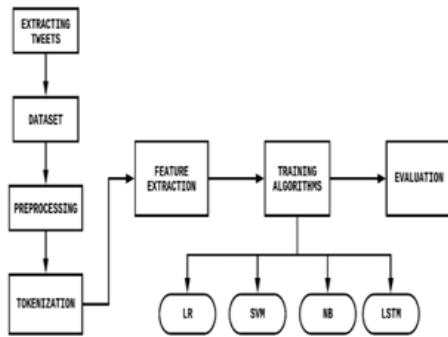 EXTRACTING
TWEETS
DATASET
PREPROCESSING
TOKENIZATION
FEATURE
EXTRACTION
TRAINING
ALGORITHMS
EVALUATION
LR
SVM
NB
LSTM